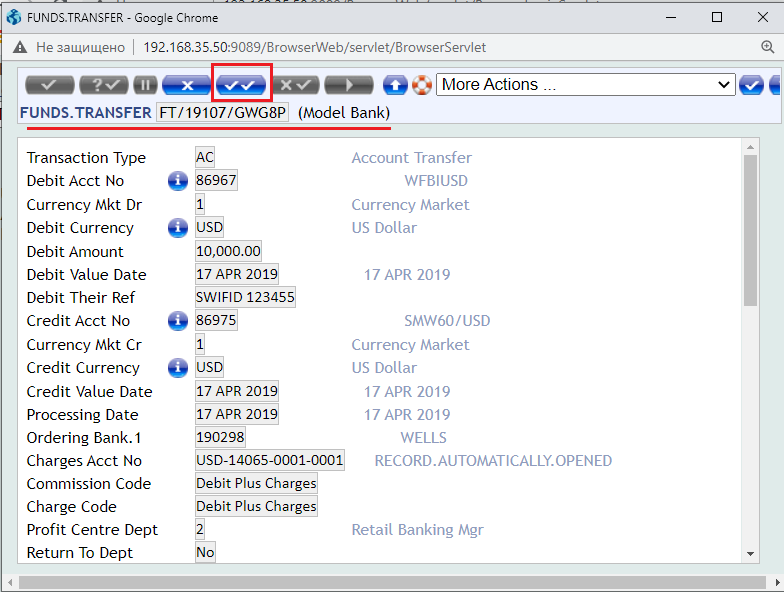 FUNDS.TRANSFER - Google Chrome
Не защищено | 192.168.35.50:9089/BrowserWeb/servlet/BrowserServlet
More Actions ...
FUNDS.TRANSFER FT/19107/GWG8P (Model Bank)
Transaction Type AC Account Transfer
Debit Acct No 86967 WFBIUSD
Currency Mkt Dr 1 Currency Market
Debit Currency USD US Dollar
Debit Amount 10,000.00
Debit Value Date 17 APR 2019 17 APR 2019
Debit Their Ref SWIFID 123455
Credit Acct No 86975 SMW60/USD
Currency Mkt Cr 1 Currency Market
Credit Currency USD US Dollar
Credit Value Date 17 APR 2019 17 APR 2019
Processing Date 17 APR 2019 17 APR 2019
Ordering Bank.1 190298 WELLS
Charges Acct No USD-14065-0001-0001 RECORD.AUTOMATICALLY.OPENED
Commission Code Debit Plus Charges
Charge Code Debit Plus Charges
Profit Centre Dept 2 Retail Banking Mgr
Return To Dept No